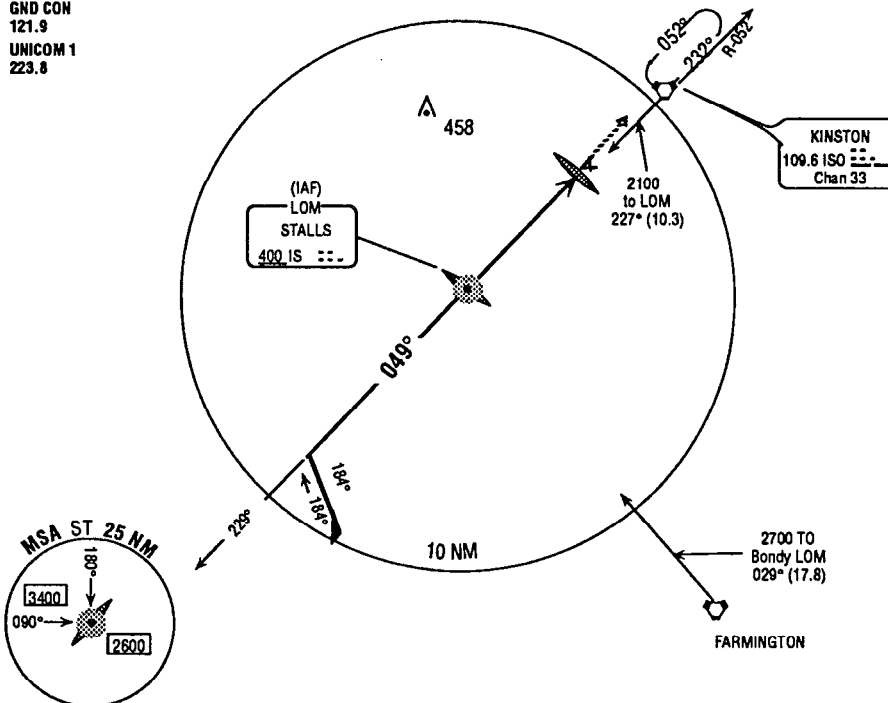 GND CON
121.9
UNICOM 1
223.8
458
052°
232°
R-052
KINSTON
109.6 ISO
Chan 33
2100
to LOM
227° (10.3)
(IAF)
LOM
STALLS
400 IS
049°
184°
184°
229°
10 NM
MSA ST 25 NM
180°
3400
090°
2600
2700 TO
Bondy LOM
029° (17.8)
FARMINGTON